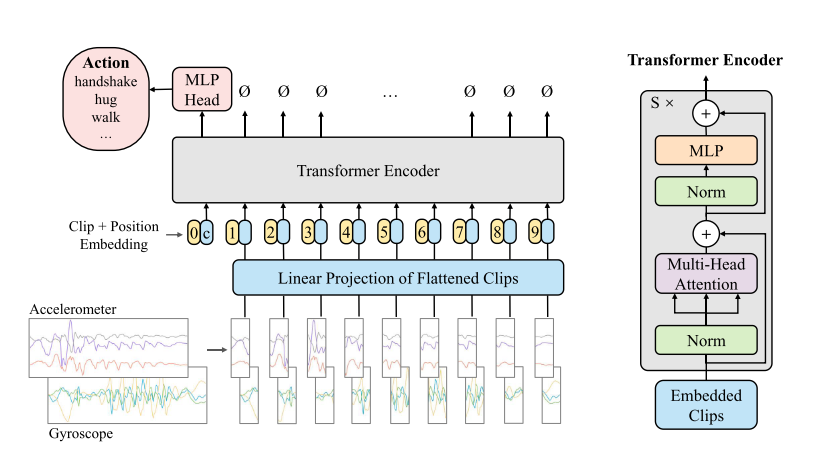 Action
handshake
hug
walk
...
MLP
Head
Ø Ø Ø ... Ø Ø Ø
Transformer Encoder
Clip + Position
Embedding
0 c 1 2 3 4 5 6 7 8 9
Linear Projection of Flattened Clips
Accelerometer
Gyroscope
Transformer Encoder
S ×
+
MLP
Norm
+
Multi-Head
Attention
Norm
Embedded
Clips